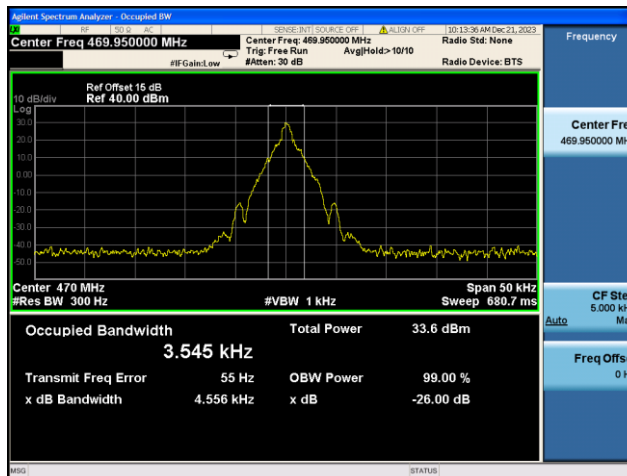 Agilent Spectrum Analyzer - Occupied BW
RF 50 Ω AC SENSE:INT SOURCE OFF ALIGN OFF 10:13:36 AM Dec 21, 2023
Center Freq 469.950000 MHz Center Freq: 469.950000 MHz Radio Std: None Frequency
Trig: Free Run Avg|Hold:>10/10
#IFGain:Low #Atten: 30 dB Radio Device: BTS
Ref Offset 15 dB
10 dB/div Ref 40.00 dBm
Log
30.0
20.0
10.0
0.00
-10.0
-20.0
-30.0
-40.0
-50.0
Center 470 MHz Span 50 kHz
#Res BW 300 Hz #VBW 1 kHz Sweep 680.7 ms
Occupied Bandwidth Total Power 33.6 dBm
3.545 kHz
Transmit Freq Error 55 Hz OBW Power 99.00 %
x dB Bandwidth 4.556 kHz x dB -26.00 dB
Center Fre
469.950000 MH
CF Ste
5.000 kH
Auto Ma
Freq Offs
0 H
MSG STATUS